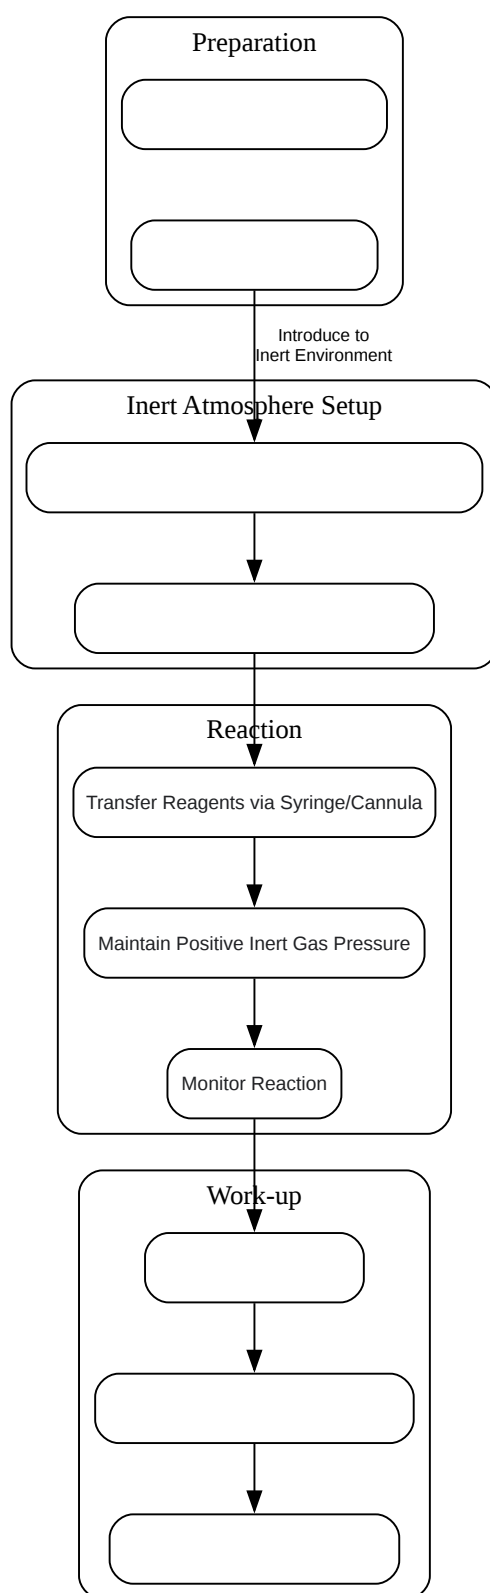 Preparation
Introduce to
Inert Environment
Inert Atmosphere Setup
Reaction
Transfer Reagents via Syringe/Cannula
Maintain Positive Inert Gas Pressure
Monitor Reaction
Work-up